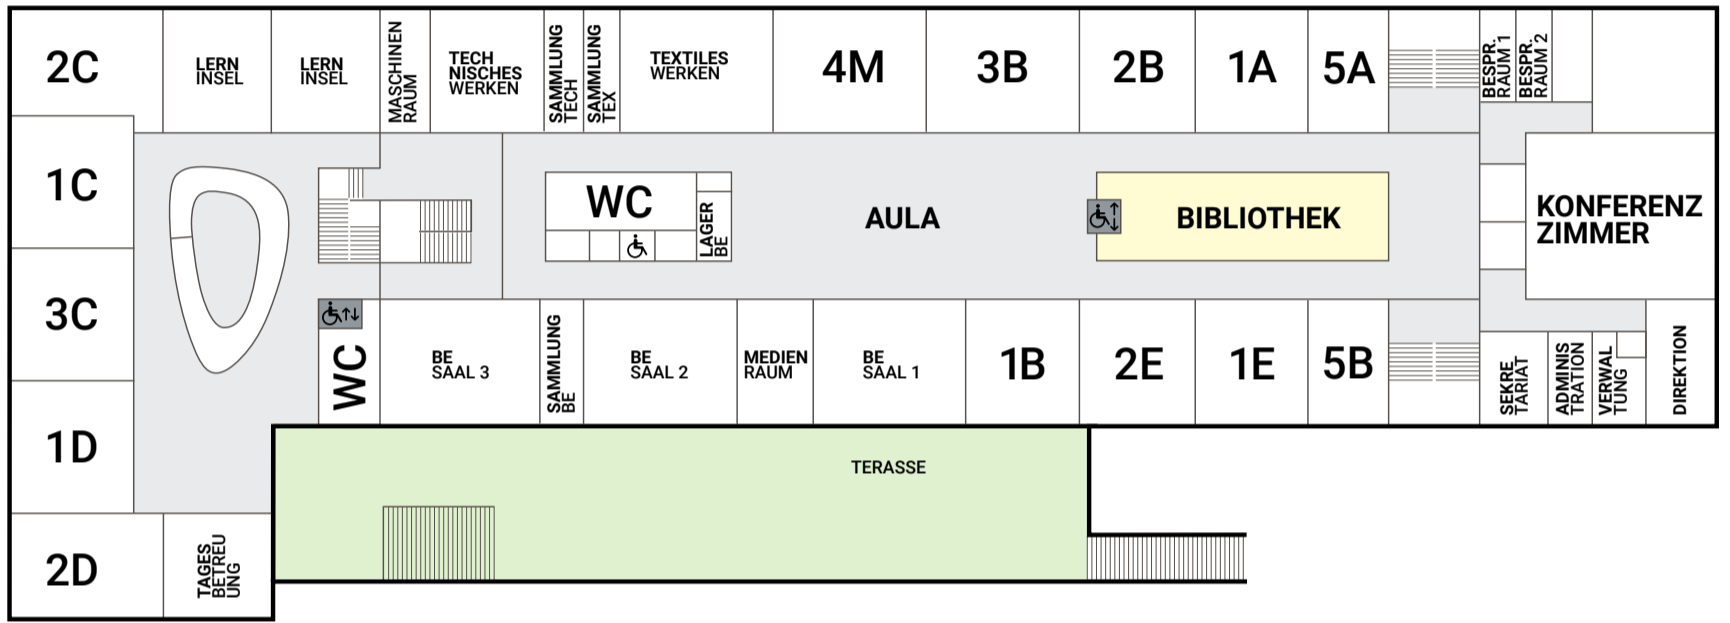 2C
LERN
INSEL
LERN
INSEL
MASCHINEN
RAUM
TECH
NISCHES
WERKEN
SAMMLUNG
TECH
SAMMLUNG
TEX
TEXTILES
WERKEN
4M
3B
2B
1A
5A
BESPR.
RAUM 1
BESPR.
RAUM 2
1C
WC
LAGER
BE
AULA
BIBLIOTHEK
KONFERENZ
ZIMMER
3C
WC
BE
SAAL 3
SAMMLUNG
BE
BE
SAAL 2
MEDIEN
RAUM
BE
SAAL 1
1B
2E
1E
5B
SEKRE
TARIAT
ADMINIS
TRATION
VERWAL
TUNG
DIREKTION
1D
TERASSE
2D
TAGES
BETREU
UNG